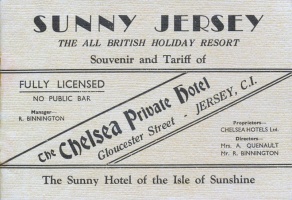 SUNNY JERSEY
THE ALL BRITISH HOLIDAY RESORT
Souvenir and Tariff of
FULLY LICENSED
NO PUBLIC BAR
Manager—
R. BINNINGTON
The Chelsea Private Hotel
Gloucester Street - JERSEY, C.I.
Proprietors—
CHELSEA HOTELS Ltd.
Directors—
Mrs. A. QUENAULT
Mr. R. BINNINGTON
The Sunny Hotel of the Isle of Sunshine